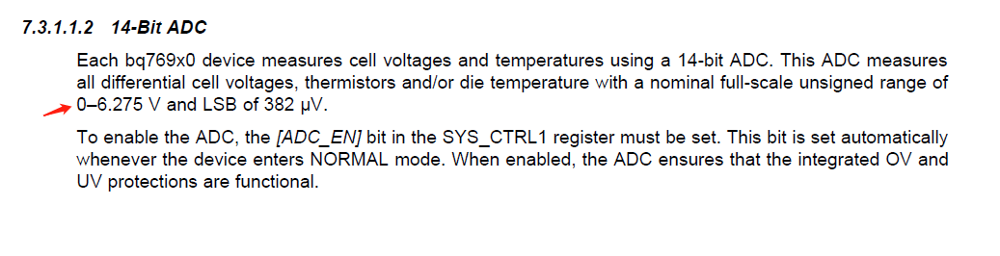 7.3.1.1.2 14-Bit ADC
Each bq769x0 device measures cell voltages and temperatures using a 14-bit ADC. This ADC measures
all differential cell voltages, thermistors and/or die temperature with a nominal full-scale unsigned range of
0–6.275 V and LSB of 382 µV.
To enable the ADC, the [ADC_EN] bit in the SYS_CTRL1 register must be set. This bit is set automatically
whenever the device enters NORMAL mode. When enabled, the ADC ensures that the integrated OV and
UV protections are functional.